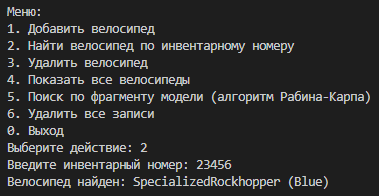 Меню:
1. Добавить велосипед
2. Найти велосипед по инвентарному номеру
3. Удалить велосипед
4. Показать все велосипеды
5. Поиск по фрагменту модели (алгоритм Рабина-Карпа)
6. Удалить все записи
0. Выход
Выберите действие: 2
Введите инвентарный номер: 23456
Велосипед найден: SpecializedRockhopper (Blue)